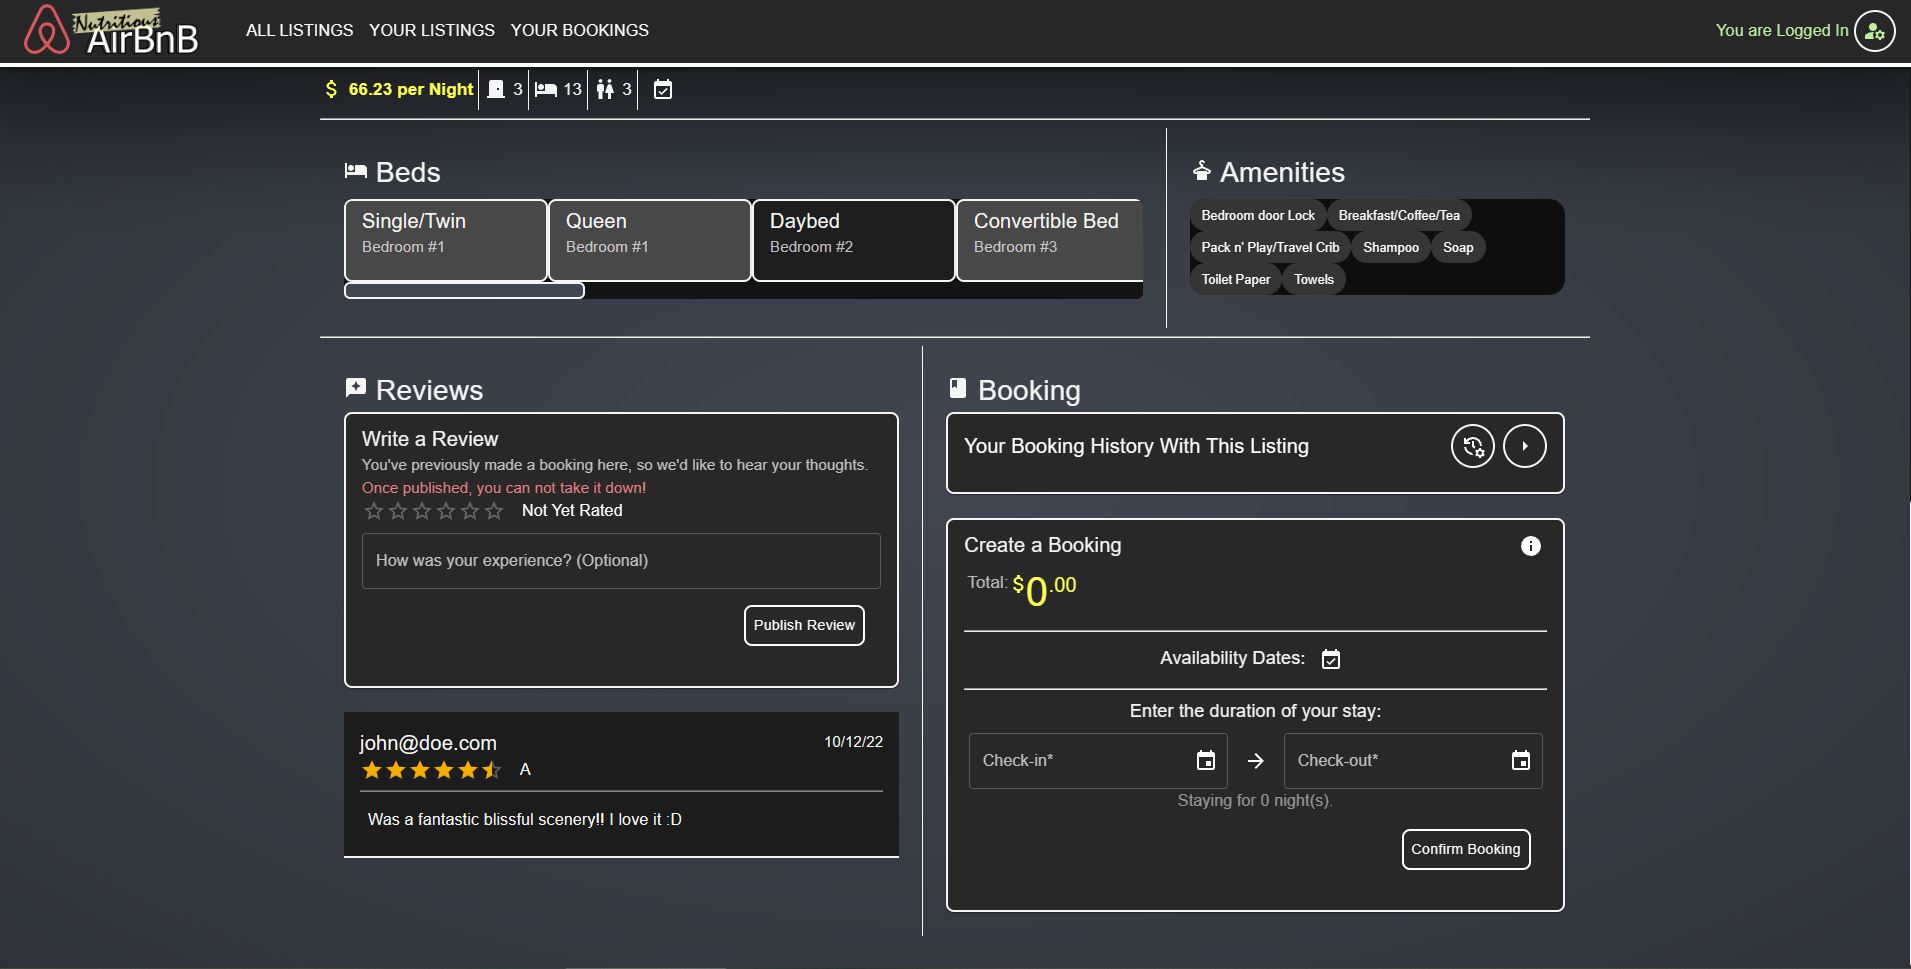 Nutritious
AirBnB
ALL LISTINGS YOUR LISTINGS YOUR BOOKINGS
You are Logged In
$ 66.23 per Night 3 13 3
Beds
Single/Twin
Bedroom #1
Queen
Bedroom #1
Daybed
Bedroom #2
Convertible Bed
Bedroom #3
Amenities
Bedroom door Lock Breakfast/Coffee/Tea
Pack n' Play/Travel Crib Shampoo Soap
Toilet Paper Towels
Reviews
Write a Review
You've previously made a booking here, so we'd like to hear your thoughts.
Once published, you can not take it down!
Not Yet Rated
How was your experience? (Optional)
Publish Review
john@doe.com 10/12/22
A
Was a fantastic blissful scenery!! I love it :D
Booking
Your Booking History With This Listing
Create a Booking
Total: $0.00
Availability Dates:
Enter the duration of your stay:
Check-in* Check-out*
Staying for 0 night(s).
Confirm Booking